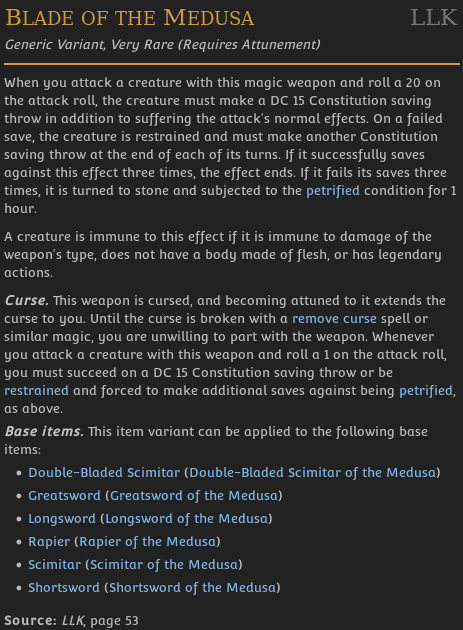 Blade of the Medusa LLK
Generic Variant, Very Rare (Requires Attunement)
When you attack a creature with this magic weapon and roll a 20 on
the attack roll, the creature must make a DC 15 Constitution saving
throw in addition to suffering the attack's normal effects. On a failed
save, the creature is restrained and must make another Constitution
saving throw at the end of each of its turns. If it successfully saves
against this effect three times, the effect ends. If it fails its saves three
times, it is turned to stone and subjected to the petrified condition for 1
hour.
A creature is immune to this effect if it is immune to damage of the
weapon's type, does not have a body made of flesh, or has legendary
actions.
Curse. This weapon is cursed, and becoming attuned to it extends the
curse to you. Until the curse is broken with a remove curse spell or
similar magic, you are unwilling to part with the weapon. Whenever
you attack a creature with this weapon and roll a 1 on the attack roll,
you must succeed on a DC 15 Constitution saving throw or be
restrained and forced to make additional saves against being petrified,
as above.
Base items. This item variant can be applied to the following base
items:
• Double-Bladed Scimitar (Double-Bladed Scimitar of the Medusa)
• Greatsword (Greatsword of the Medusa)
• Longsword (Longsword of the Medusa)
• Rapier (Rapier of the Medusa)
• Scimitar (Scimitar of the Medusa)
• Shortsword (Shortsword of the Medusa)
Source: LLK, page 53